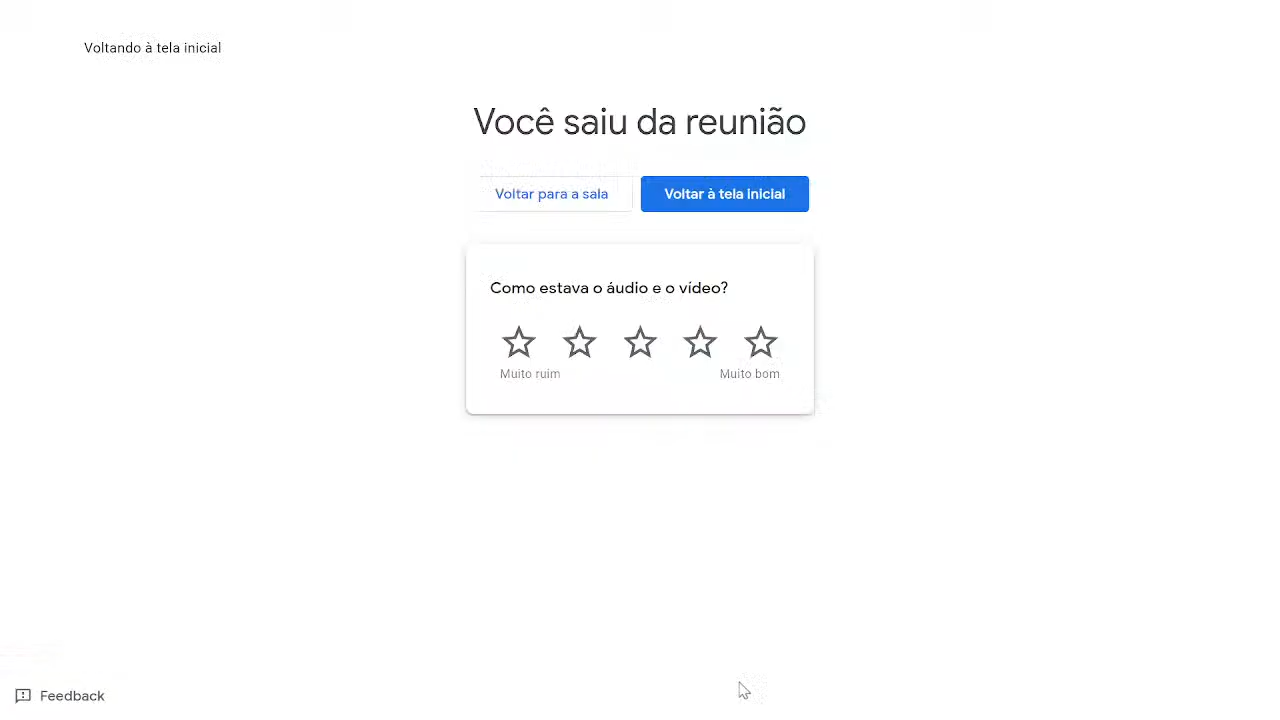 Voltando à tela inicial
Você saiu da reunião
Voltar para a sala
Voltar à tela inicial
Como estava o áudio e o vídeo?
Muito ruim
Muito bom
Feedback